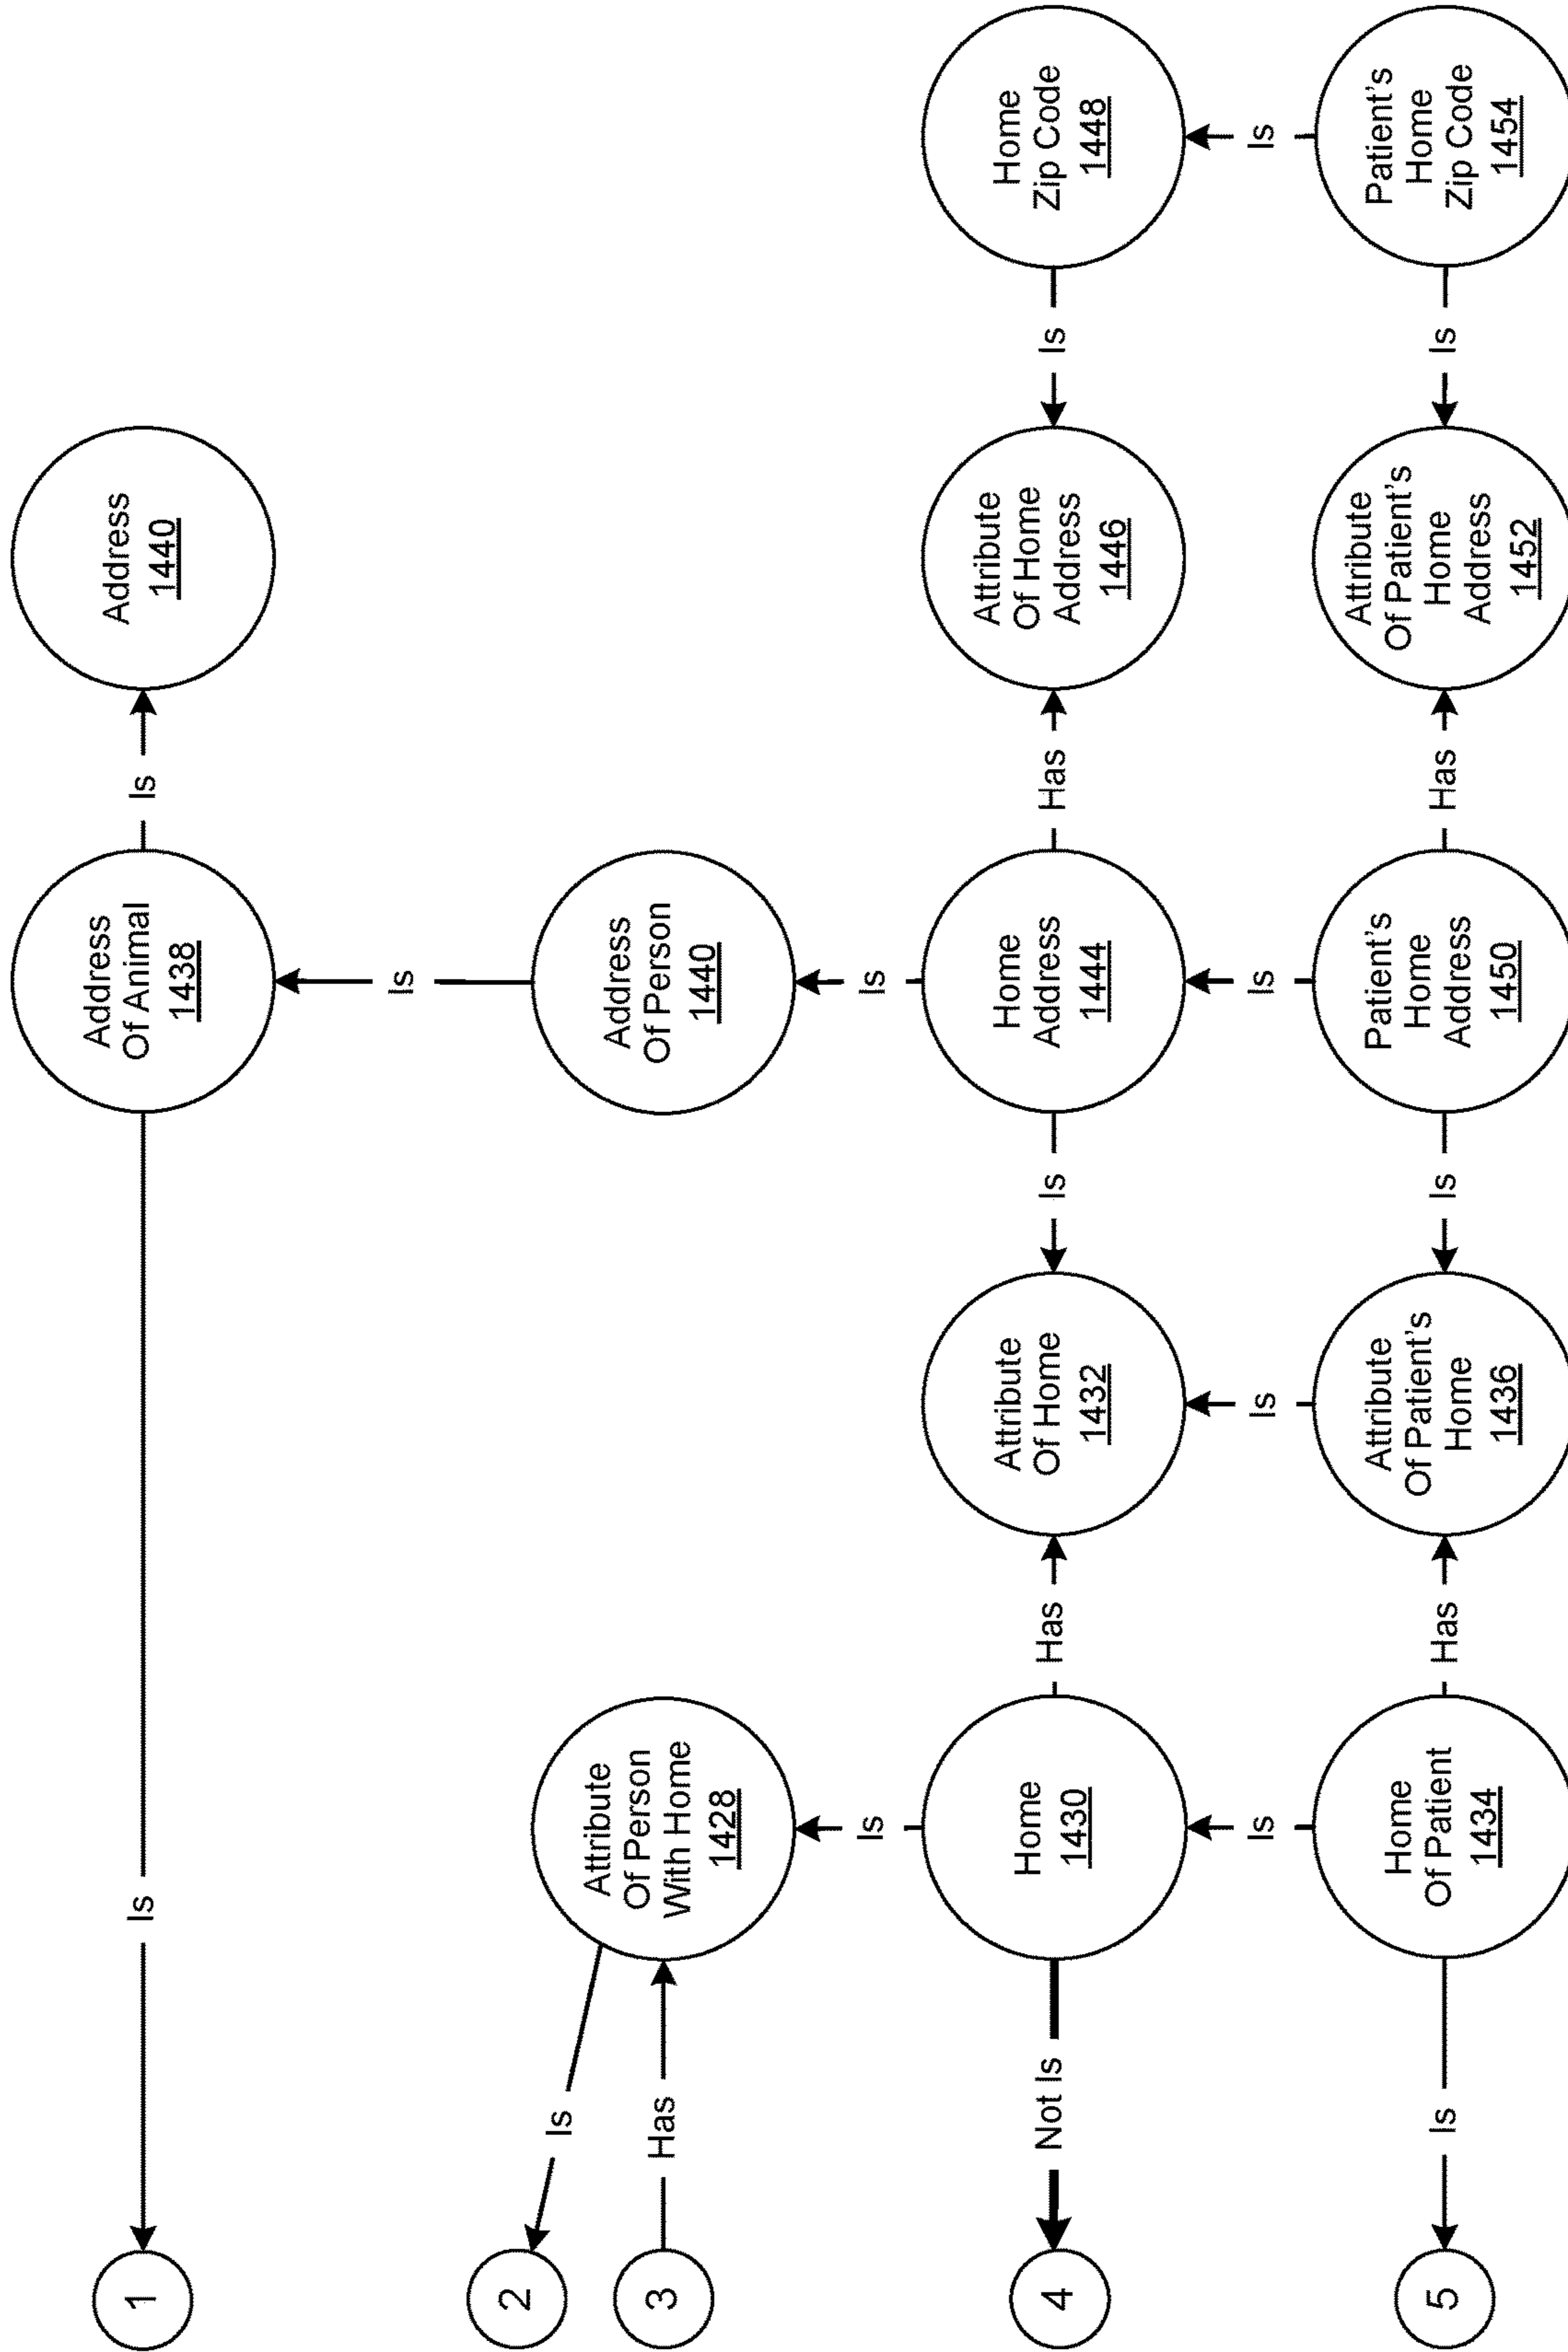 1
Is
Address
Of Animal
1438
Is
Address
1440
Is
2
Is
3
Has
Attribute
Of Person
With Home
1428
Address
Of Person
1440
Is
Is
4
Not Is
Home
1430
Has
Attribute
Of Home
1432
Is
Home
Address
1444
Has
Attribute
Of Home
Address
1446
Is
Home
Zip Code
1448
Is
Is
Is
Is
5
Is
Home
Of Patient
1434
Has
Attribute
Of Patient's
Home
1436
Is
Patient's
Home
Address
1450
Has
Attribute
Of Patient's
Home
Address
1452
Is
Patient's
Home
Zip Code
1454